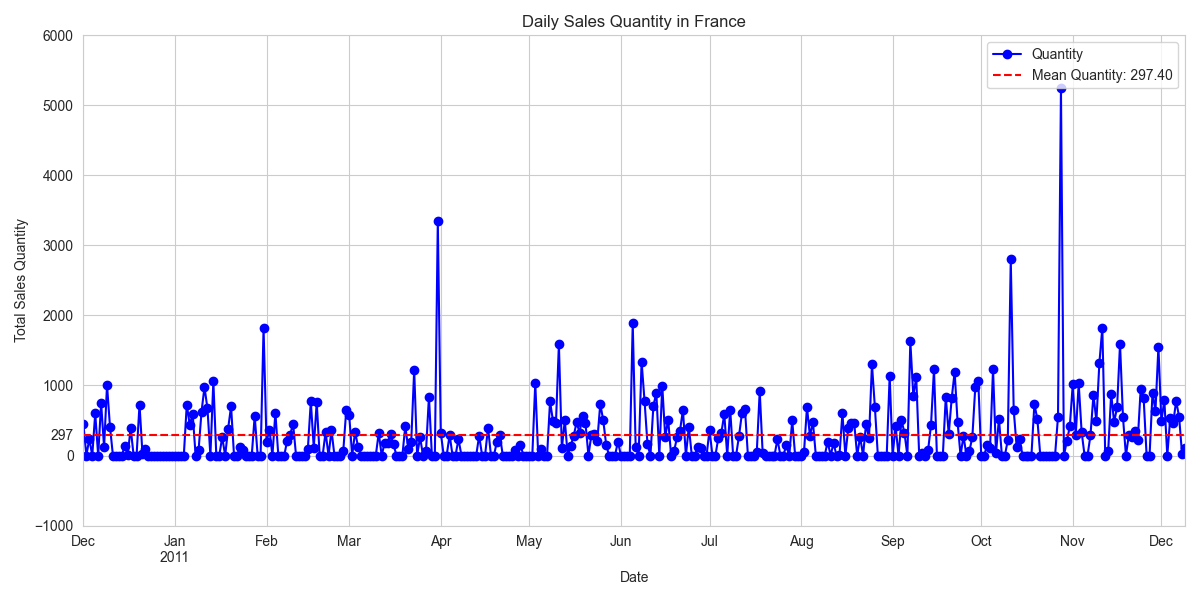 Daily Sales Quantity in France
Quantity
Mean Quantity: 297.40
Total Sales Quantity
6000
5000
4000
3000
2000
1000
297
0
−1000
Dec
Jan
2011
Feb
Mar
Apr
May
Jun
Jul
Aug
Sep
Oct
Nov
Dec
Date